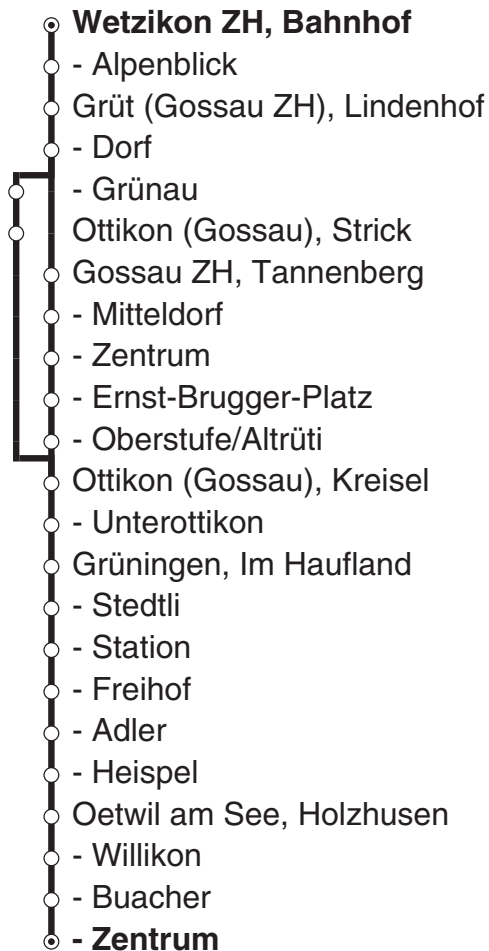 Wetzikon ZH, Bahnhof
- Alpenblick
Grüt (Gossau ZH), Lindenhof
- Dorf
- Grünau
Ottikon (Gossau), Strick
Gossau ZH, Tannenberg
- Mitteldorf
- Zentrum
- Ernst-Brugger-Platz
- Oberstufe/Altrüti
Ottikon (Gossau), Kreisel
- Unterottikon
Grüningen, Im Haufland
- Stedtli
- Station
- Freihof
- Adler
- Heispel
Oetwil am See, Holzhusen
- Willikon
- Buacher
- Zentrum